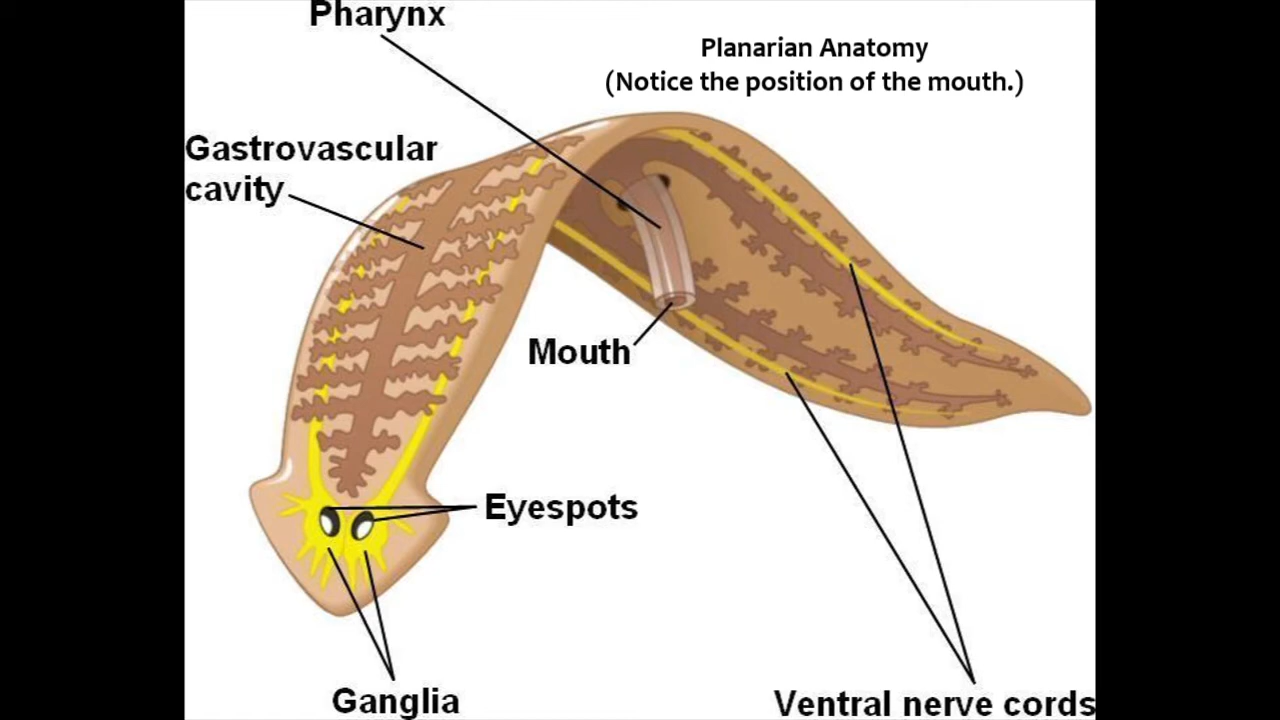 Pharynx
Planarian Anatomy
(Notice the position of the mouth.)
Gastrovascular
cavity
Mouth
Eyespots
Ganglia
Ventral nerve cords